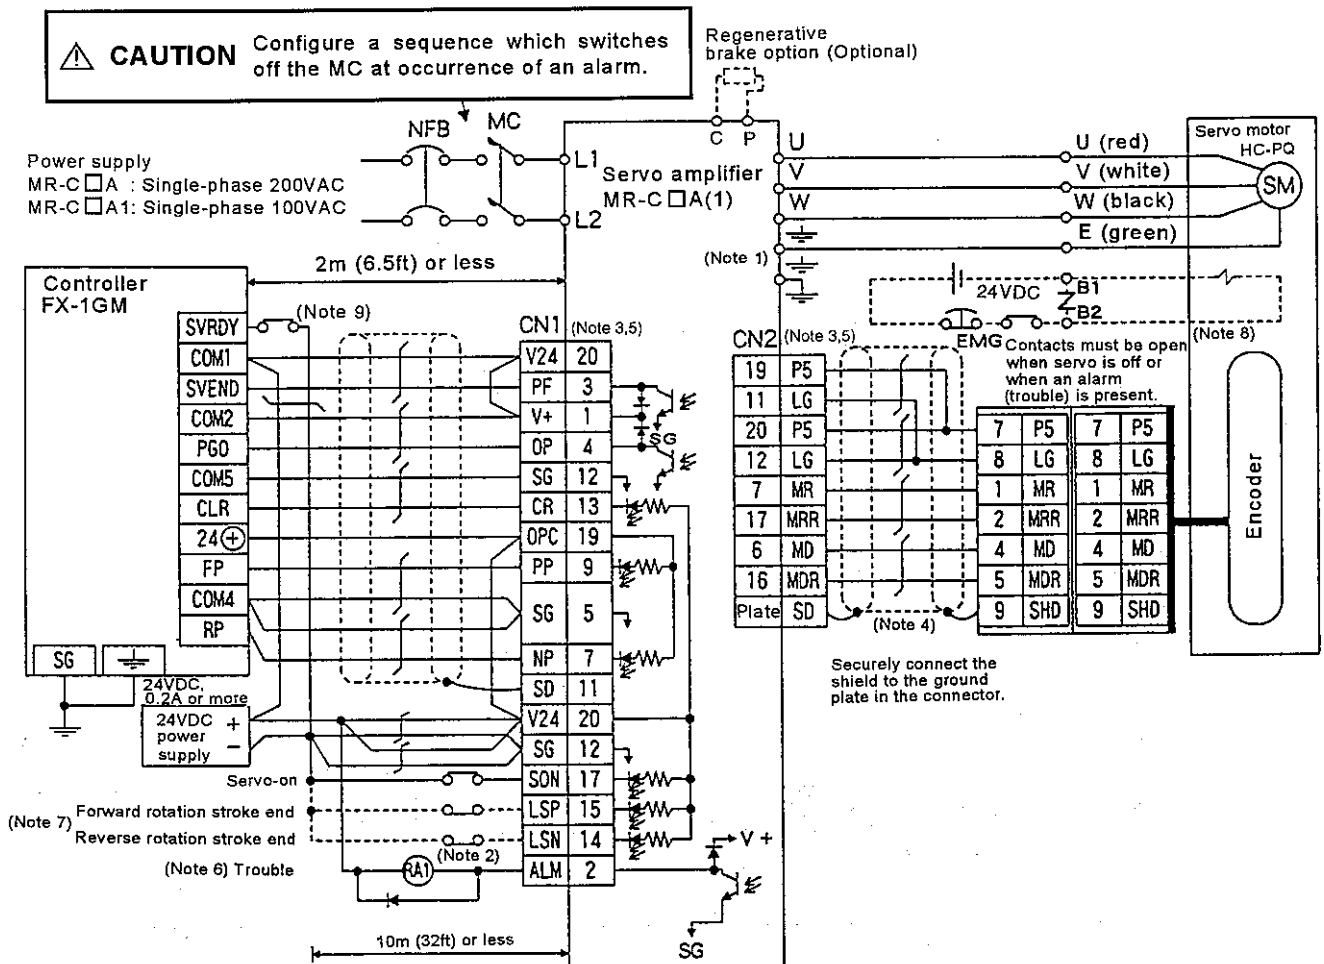 CAUTION
Configure a sequence which switches
off the MC at occurrence of an alarm.
Regenerative
brake option (Optional)
C P
NFB MC
Power supply
MR-C□A : Single-phase 200VAC
MR-C□A1: Single-phase 100VAC
L1
L2
Servo amplifier
MR-C□A(1)
U
V
W
(Note 1)
U (red)
V (white)
W (black)
E (green)
Servo motor
HC-PQ
SM
2m (6.5ft) or less
Controller
FX-1GM
(Note 9)
SVRDY
COM1
SVEND
COM2
PGO
COM5
CLR
24+
FP
COM4
RP
SG
24VDC,
0.2A or more
24VDC +
power
supply −
CN1 (Note 3,5)
V24 20
PF 3
V+ 1
OP 4
SG 12
CR 13
OPC 19
PP 9
SG 5
NP 7
SD 11
V24 20
SG 12
SON 17
LSP 15
LSN 14
ALM 2
SG
24VDC
B1
B2
EMG
(Note 8)
Contacts must be open
when servo is off or
when an alarm
(trouble) is present.
CN2 (Note 3,5)
19 P5
11 LG
20 P5
12 LG
7 MR
17 MRR
6 MD
16 MDR
Plate SD
(Note 4)
7 P5 7 P5
8 LG 8 LG
1 MR 1 MR
2 MRR 2 MRR
4 MD 4 MD
5 MDR 5 MDR
9 SHD 9 SHD
Encoder
Securely connect the
shield to the ground
plate in the connector.
Servo-on
(Note 7) Forward rotation stroke end
Reverse rotation stroke end
(Note 2)
(Note 6) Trouble
RA1
V +
SG
10m (32ft) or less